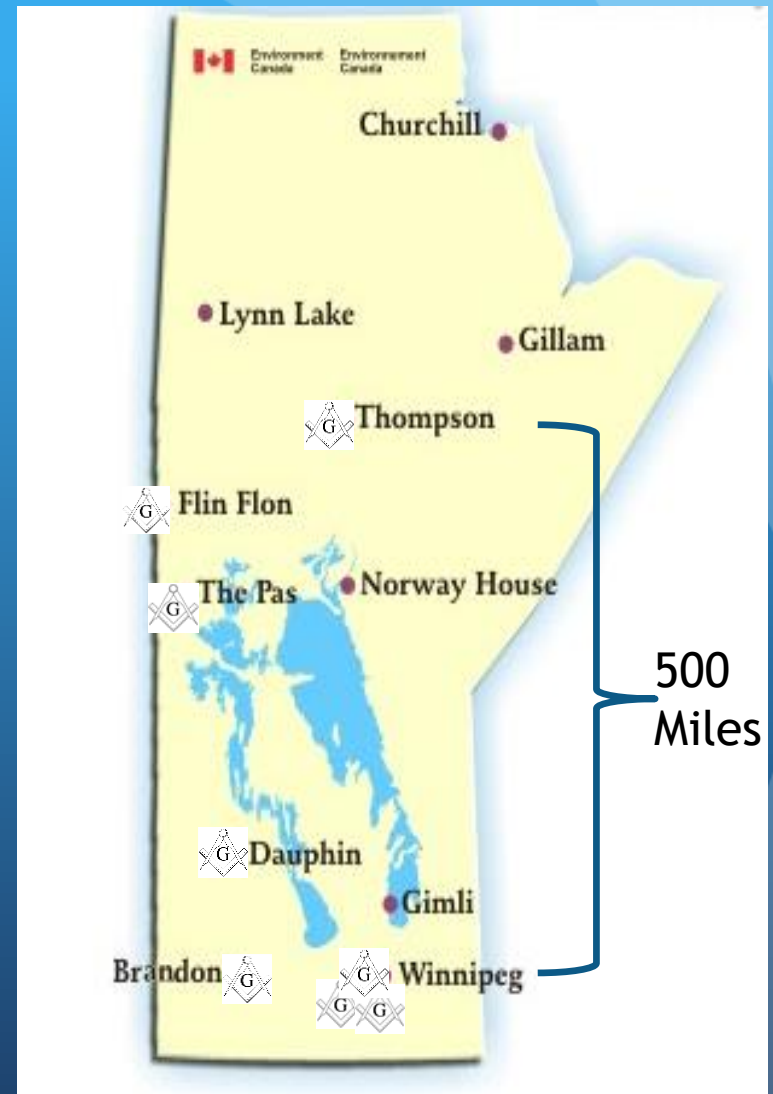 Environment Environnement
Canada Canada
Churchill
Lynn Lake
Gillam
G Thompson
G Flin Flon
Norway House
G The Pas
500
Miles
G Dauphin
Gimli
Brandon G
G Winnipeg
G G